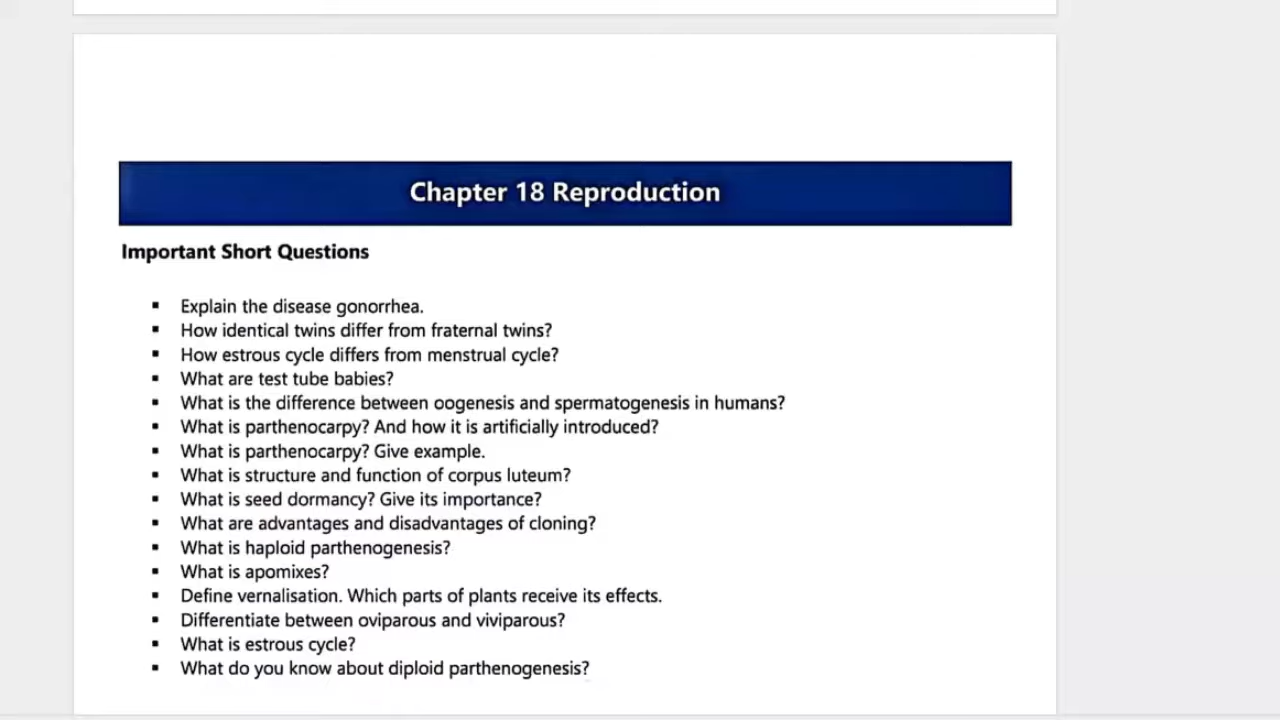 Chapter 18 Reproduction
Important Short Questions
▪ Explain the disease gonorrhea.
▪ How identical twins differ from fraternal twins?
▪ How estrous cycle differs from menstrual cycle?
▪ What are test tube babies?
▪ What is the difference between oogenesis and spermatogenesis in humans?
▪ What is parthenocarpy? And how it is artificially introduced?
▪ What is parthenocarpy? Give example.
▪ What is structure and function of corpus luteum?
▪ What is seed dormancy? Give its importance?
▪ What are advantages and disadvantages of cloning?
▪ What is haploid parthenogenesis?
▪ What is apomixes?
▪ Define vernalisation. Which parts of plants receive its effects.
▪ Differentiate between oviparous and viviparous?
▪ What is estrous cycle?
▪ What do you know about diploid parthenogenesis?